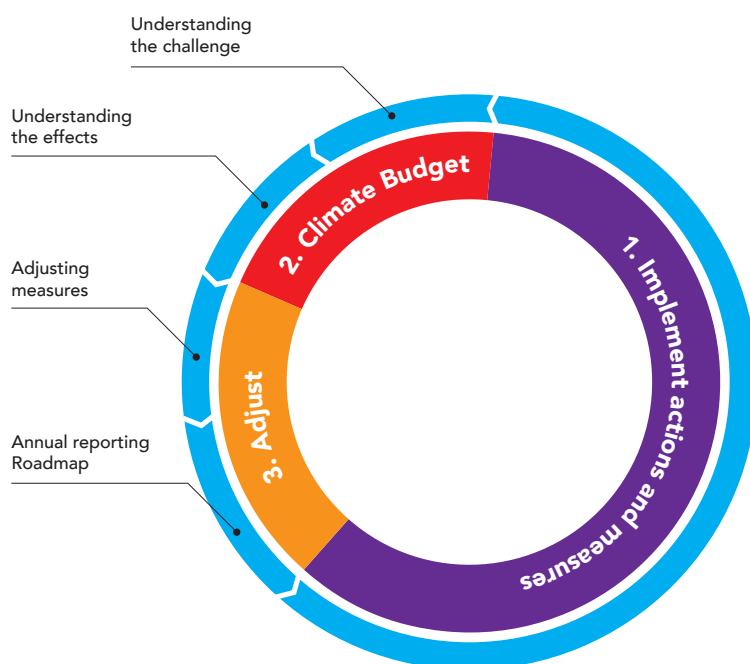 Understanding
the challenge
Understanding
the effects
Adjusting
measures
Annual reporting
Roadmap
1. Implement actions and measures
2. Climate Budget
3. Adjust